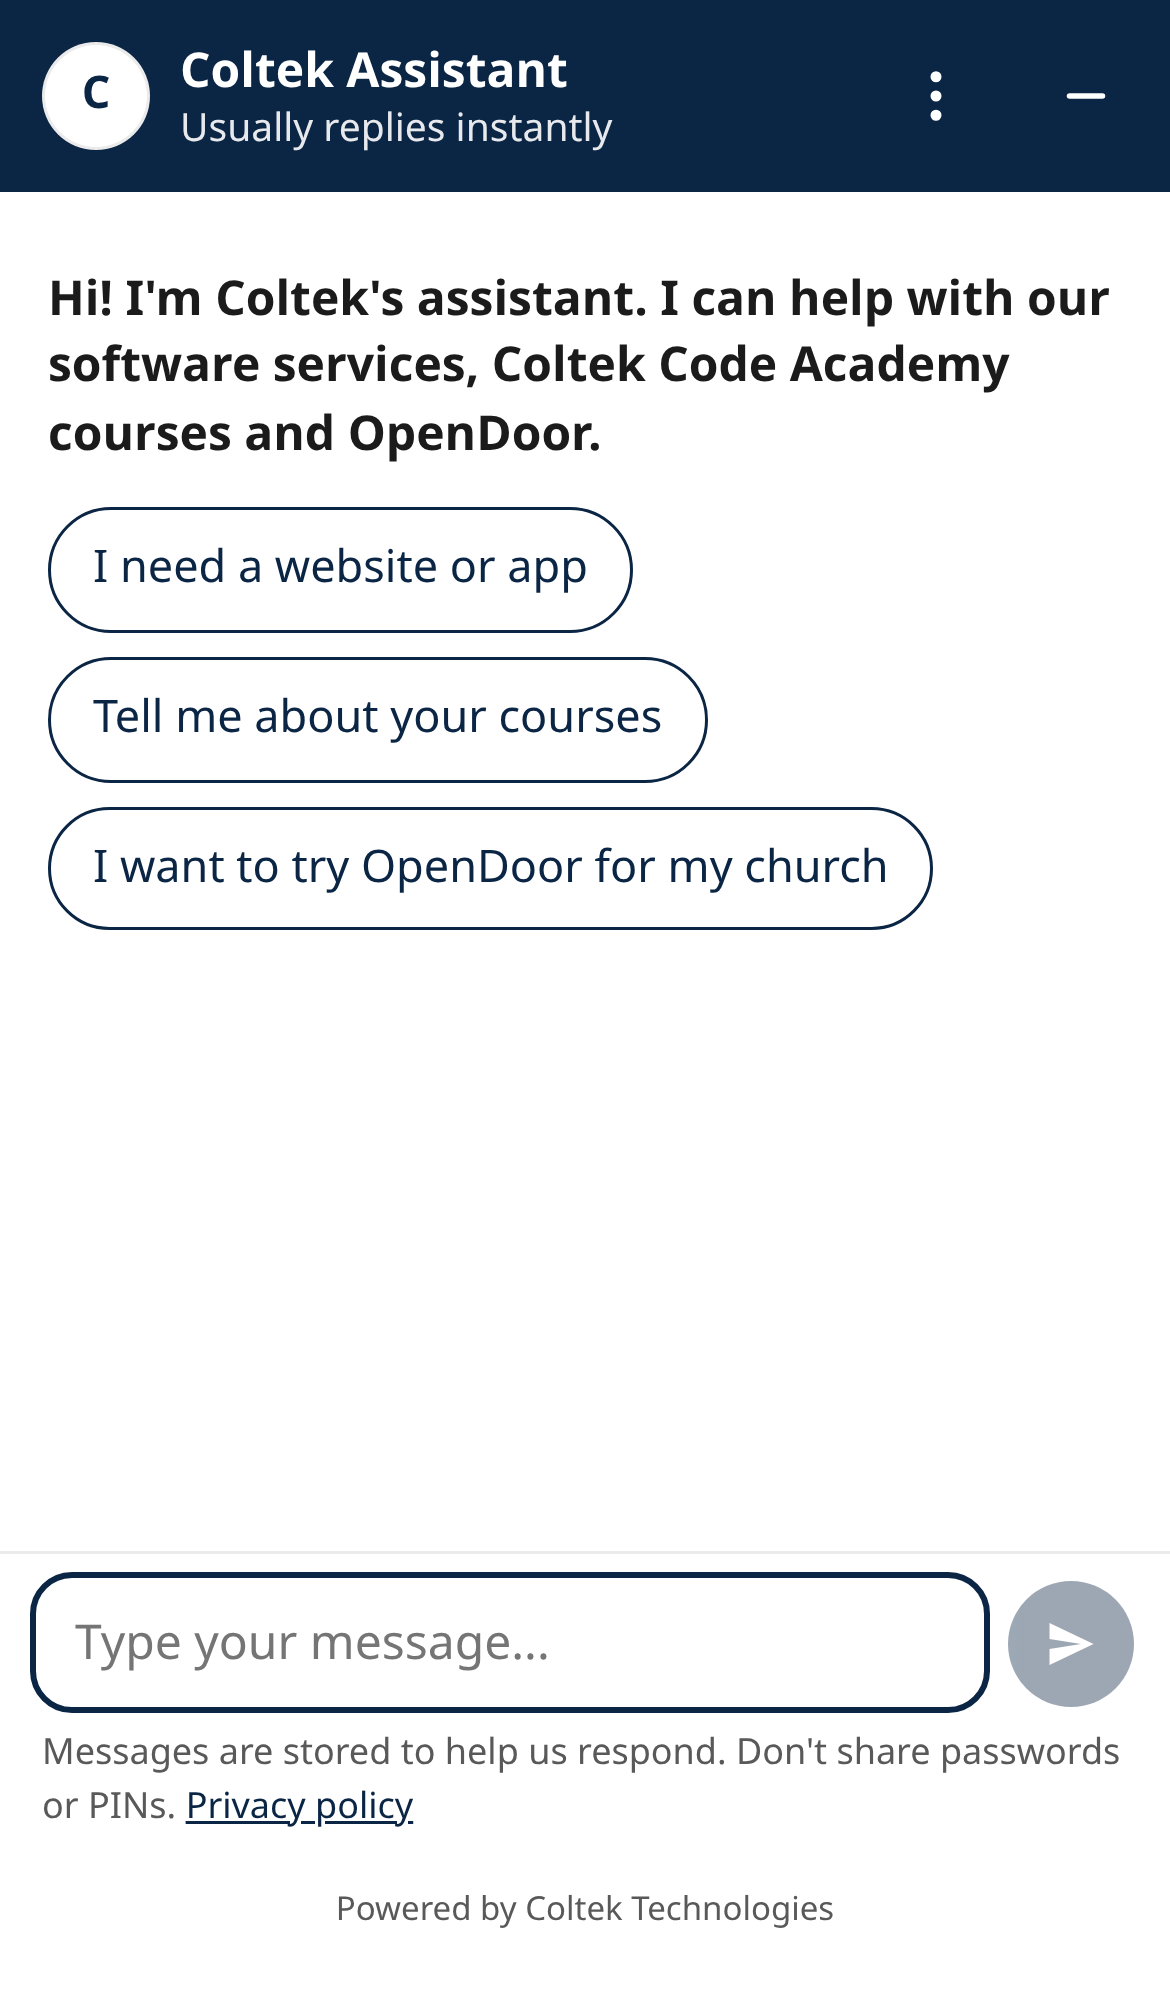 C
Coltek Assistant
Usually replies instantly
Hi! I'm Coltek's assistant. I can help with our
software services, Coltek Code Academy
courses and OpenDoor.
I need a website or app
Tell me about your courses
I want to try OpenDoor for my church
Type your message...
Messages are stored to help us respond. Don't share passwords
or PINs. Privacy policy
Powered by Coltek Technologies